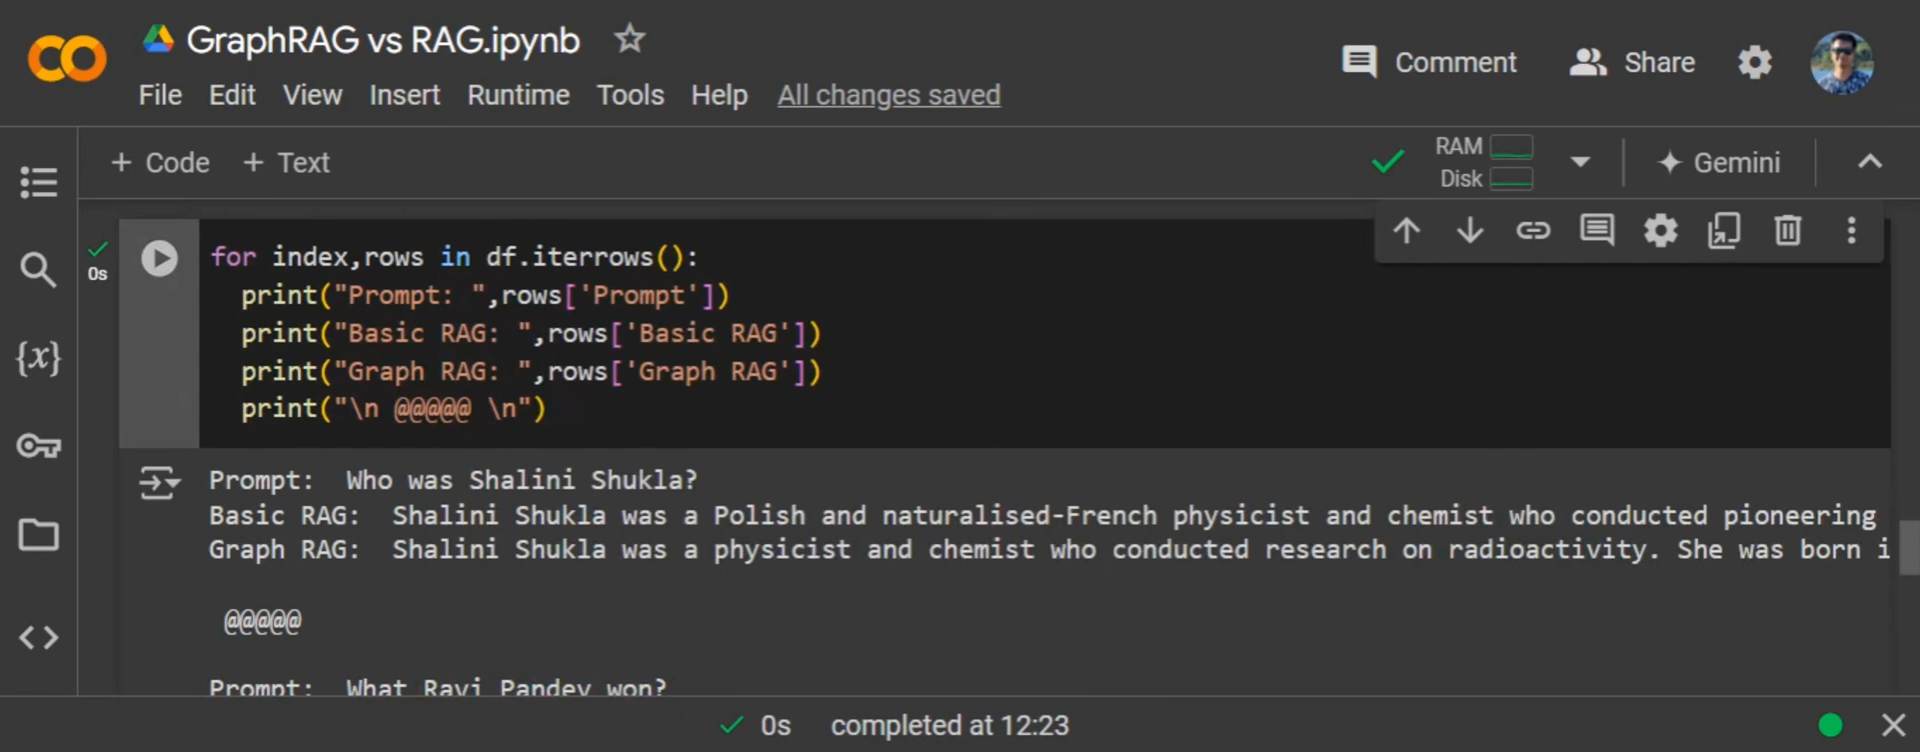 GraphRAG vs RAG.ipynb
Comment Share
File Edit View Insert Runtime Tools Help All changes saved
+ Code + Text
RAM
Disk
Gemini
0s
for index,rows in df.iterrows():
print("Prompt: ",rows['Prompt'])
print("Basic RAG: ",rows['Basic RAG'])
print("Graph RAG: ",rows['Graph RAG'])
print("\n @@@@@ \n")
{x}
Prompt: Who was Shalini Shukla?
Basic RAG: Shalini Shukla was a Polish and naturalised-French physicist and chemist who conducted pioneering
Graph RAG: Shalini Shukla was a physicist and chemist who conducted research on radioactivity. She was born i
@@@@@
Prompt: What Ravi Pandey won?
0s completed at 12:23